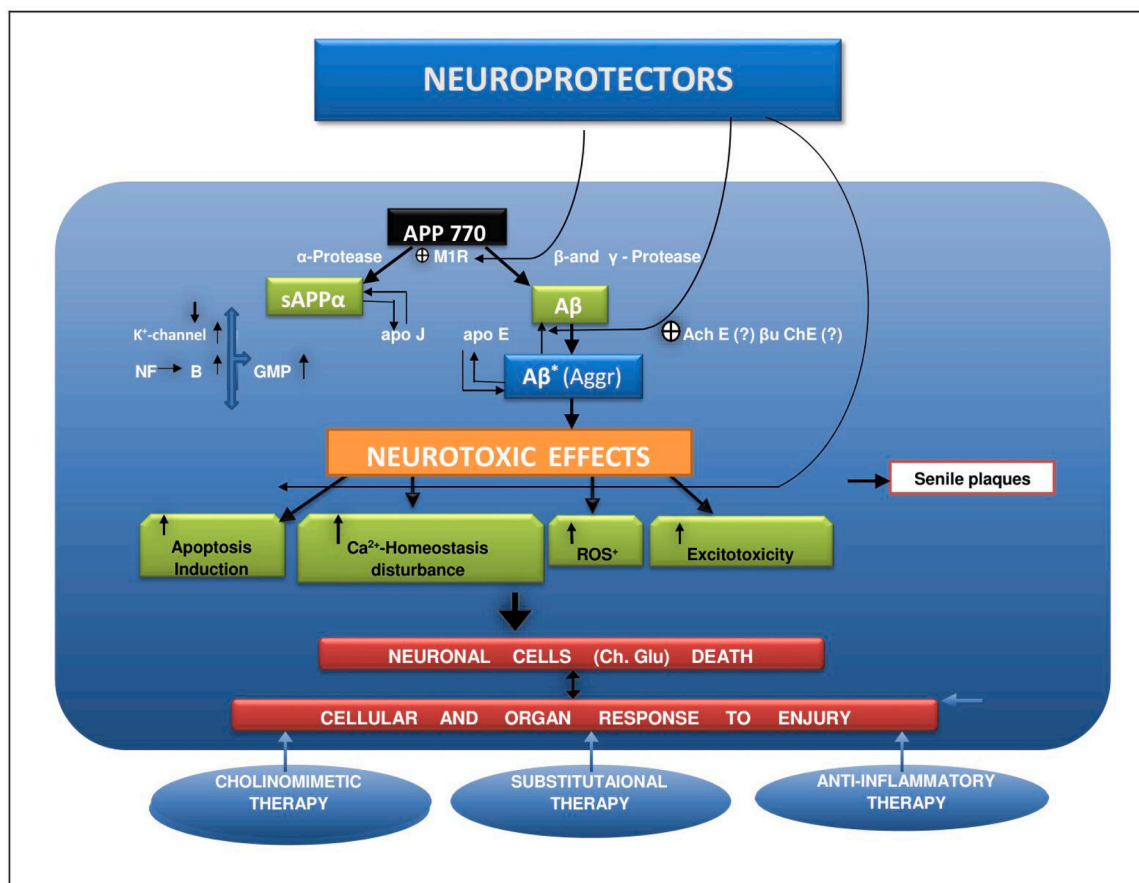 NEUROPROTECTORS
APP 770
α-Protease
⊕ M1R
β-and γ - Protease
sAPPα
Aβ
K⁺-channel
apo J
apo E
⊕ Ach E (?) βu ChE (?)
NF → B
GMP
Aβ* (Aggr)
NEUROTOXIC EFFECTS
Senile plaques
Apoptosis
Induction
Ca²⁺-Homeostasis
disturbance
ROS⁺
Excitotoxicity
NEURONAL CELLS (Ch. Glu) DEATH
CELLULAR AND ORGAN RESPONSE TO ENJURY
CHOLINOMIMETIC
THERAPY
SUBSTITUTAIONAL
THERAPY
ANTI-INFLAMMATORY
THERAPY